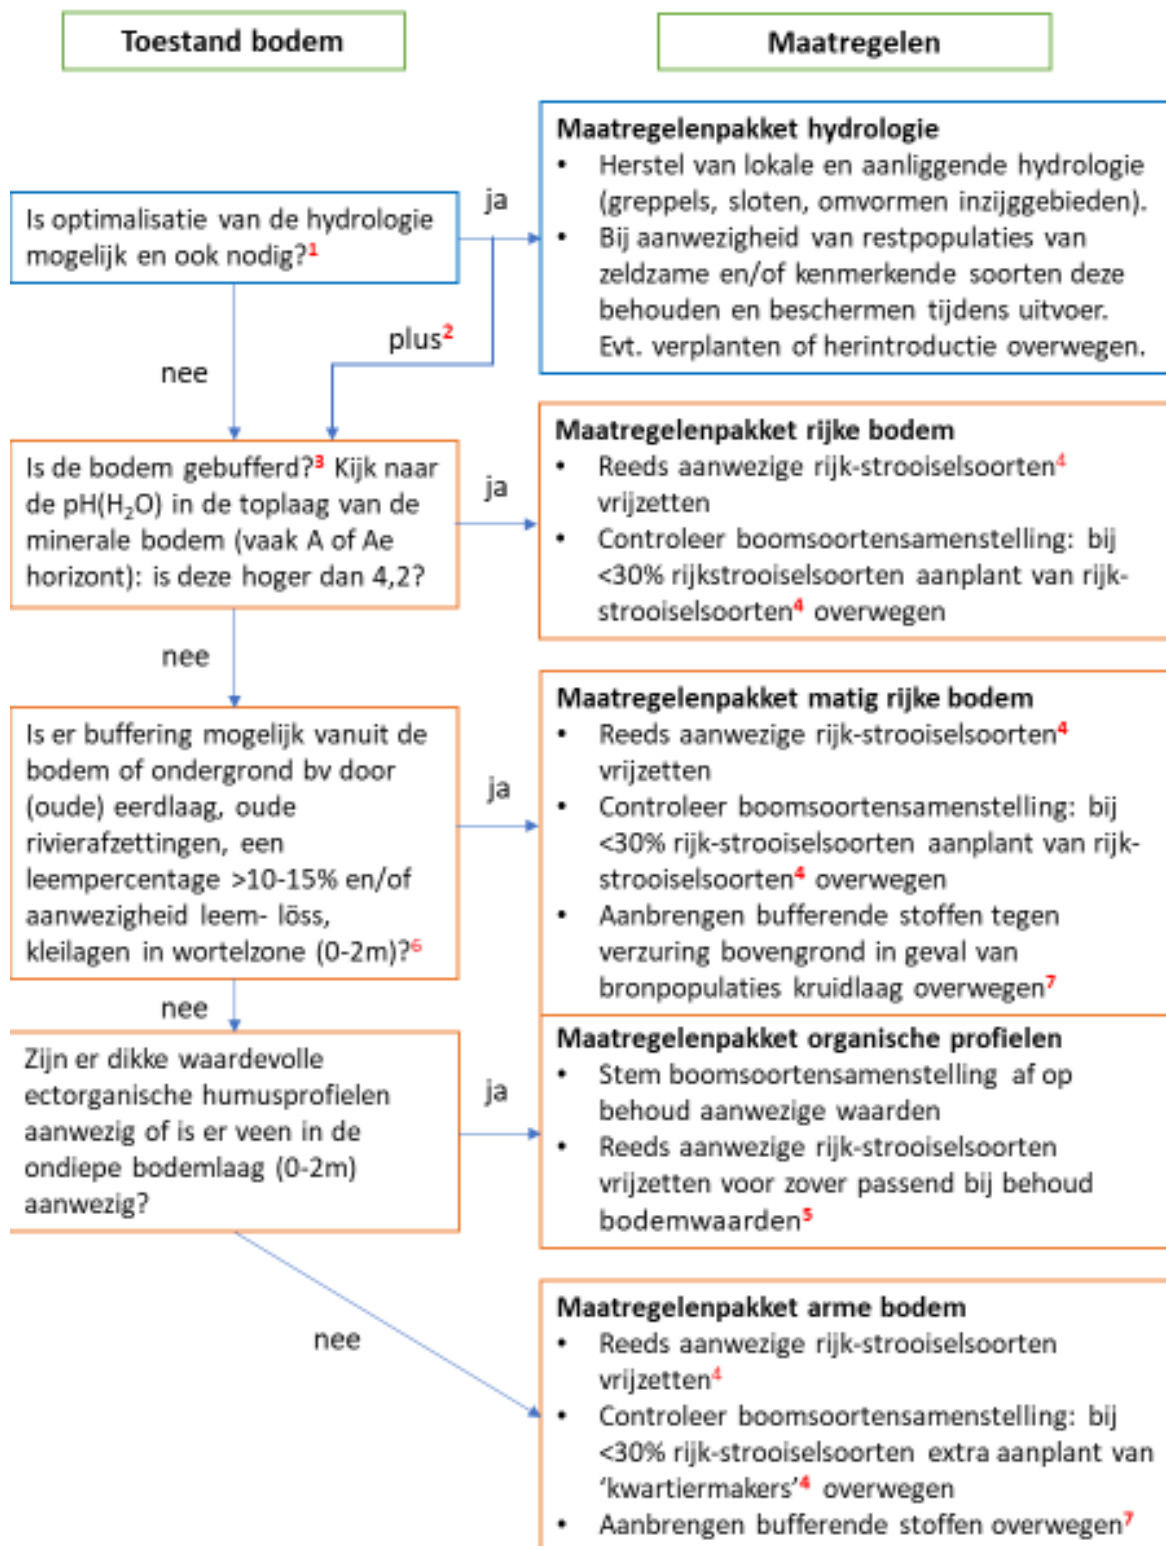 Toestand bodem
Maatregelen
Is optimalisatie van de hydrologie
mogelijk en ook nodig?1
ja
plus2
nee
Maatregelenpakket hydrologie
• Herstel van lokale en aanliggende hydrologie
(greppels, sloten, omvormen inzijggebieden).
• Bij aanwezigheid van restpopulaties van
zeldzame en/of kenmerkende soorten deze
behouden en beschermen tijdens uitvoer.
Evt. verplanten of herintroductie overwegen.
Is de bodem gebufferd?3 Kijk naar
de pH(H2O) in de toplaag van de
minerale bodem (vaak A of Ae
horizont): is deze hoger dan 4,2?
ja
nee
Maatregelenpakket rijke bodem
• Reeds aanwezige rijk-strooiselsoorten4
vrijzetten
• Controleer boomsoortensamenstelling: bij
<30% rijkstrooiselsoorten aanplant van rijk-
strooiselsoorten4 overwegen
Is er buffering mogelijk vanuit de
bodem of ondergrond bv door
(oude) eerdlaag, oude
rivierafzettingen, een
leempercentage >10-15% en/of
aanwezigheid leem- löss,
kleilagen in wortelzone (0-2m)?6
ja
nee
Maatregelenpakket matig rijke bodem
• Reeds aanwezige rijk-strooiselsoorten4
vrijzetten
• Controleer boomsoortensamenstelling: bij
<30% rijk-strooiselsoorten aanplant van rijk-
strooiselsoorten4 overwegen
• Aanbrengen bufferende stoffen tegen
verzuring bovengrond in geval van
bronpopulaties kruidlaag overwegen7
Zijn er dikke waardevolle
ectorganische humusprofielen
aanwezig of is er veen in de
ondiepe bodemlaag (0-2m)
aanwezig?
ja
nee
Maatregelenpakket organische profielen
• Stem boomsoortensamenstelling af op
behoud aanwezige waarden
• Reeds aanwezige rijk-strooiselsoorten
vrijzetten voor zover passend bij behoud
bodemwaarden5
Maatregelenpakket arme bodem
• Reeds aanwezige rijk-strooiselsoorten
vrijzetten4
• Controleer boomsoortensamenstelling: bij
<30% rijk-strooiselsoorten extra aanplant van
‘kwartiermakers’4 overwegen
• Aanbrengen bufferende stoffen overwegen7